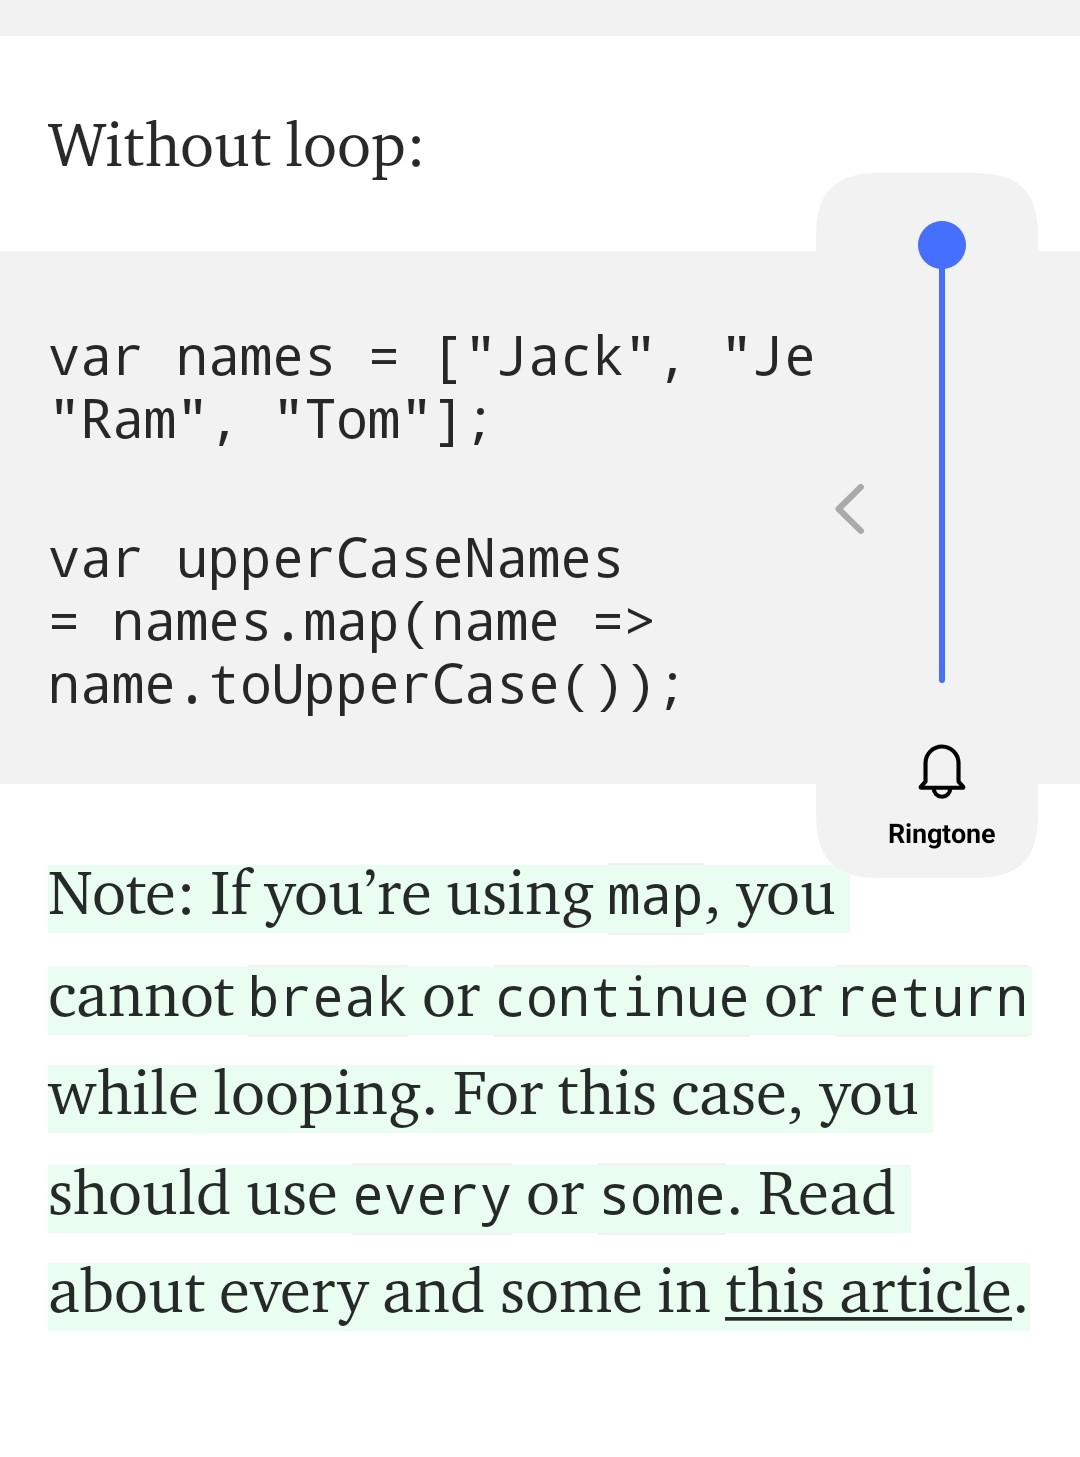 Without loop:
var names = ["Jack", "Je
"Ram", "Tom"];
var upperCaseNames
= names.map(name =>
name.toUpperCase());
Ringtone
Note: If you’re using map, you
cannot break or continue or return
while looping. For this case, you
should use every or some. Read
about every and some in this article.